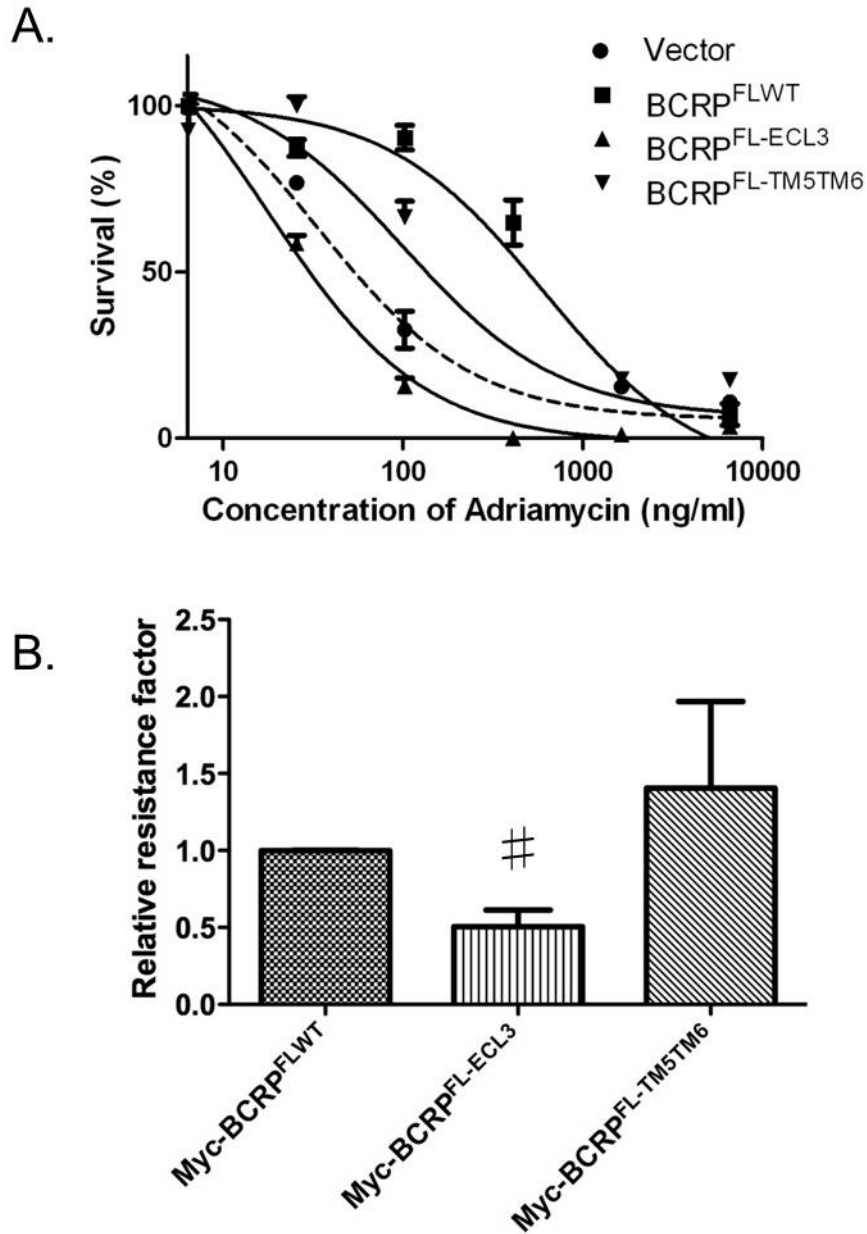 A.
Vector
BCRP^FLWT
BCRP^FL-ECL3
BCRP^FL-TM5TM6
Survival (%)
100
50
0
10 100 1000 10000
Concentration of Adriamycin (ng/ml)
B.
Relative resistance factor
2.5
2.0
1.5
1.0
0.5
0.0
#
Myc-BCRP^FLWT
Myc-BCRP^FL-ECL3
Myc-BCRP^FL-TM5TM6